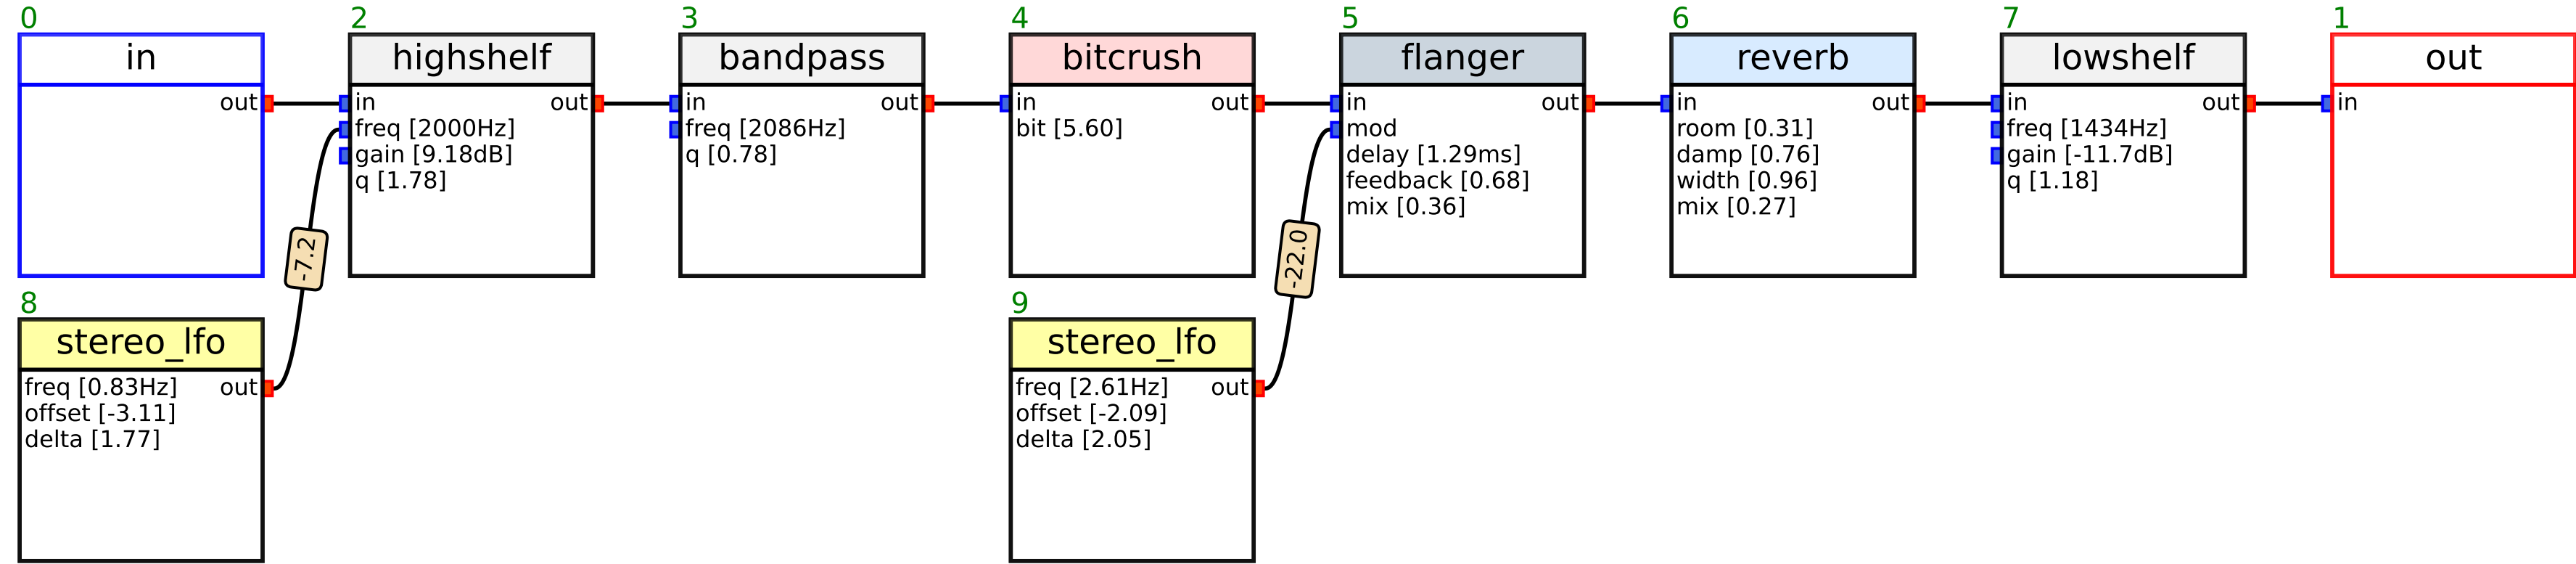 0
in
out
2
highshelf
in out
freq [2000Hz]
gain [9.18dB]
q [1.78]
3
bandpass
in out
freq [2086Hz]
q [0.78]
4
bitcrush
in out
bit [5.60]
5
flanger
in out
mod
delay [1.29ms]
feedback [0.68]
mix [0.36]
6
reverb
in out
room [0.31]
damp [0.76]
width [0.96]
mix [0.27]
7
lowshelf
in out
freq [1434Hz]
gain [-11.7dB]
q [1.18]
1
out
in
-7.2
-22.0
8
stereo_lfo
freq [0.83Hz] out
offset [-3.11]
delta [1.77]
9
stereo_lfo
freq [2.61Hz] out
offset [-2.09]
delta [2.05]